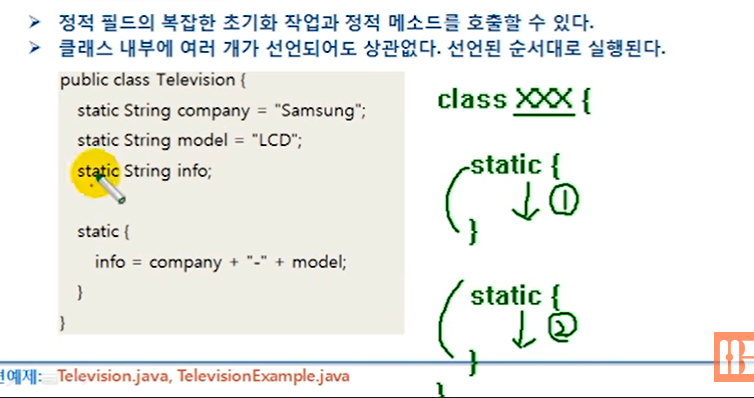 정적 필드의 복잡한 초기화 작업과 정적 메소드를 호출할 수 있다.
클래스 내부에 여러 개가 선언되어도 상관없다. 선언된 순서대로 실행된다.
public class Television {
static String company = "Samsung";
static String model = "LCD";
static String info;
static {
info = company + "-" + model;
}
}
class XXX {
static {
①
}
static {
②
}
}
예제: Television.java, TelevisionExample.java